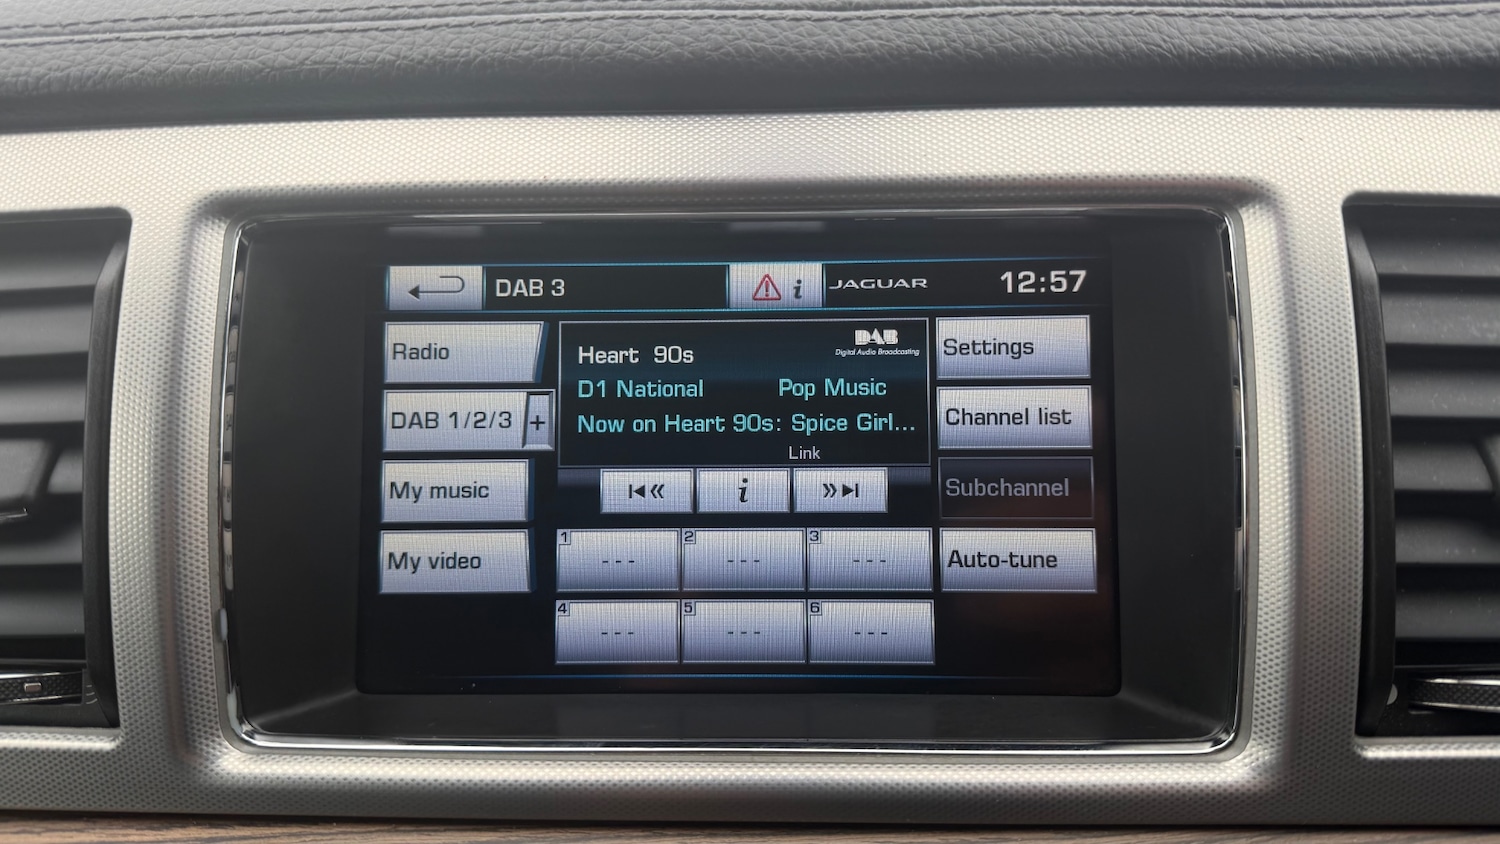 DAB 3
i
JAGUAR
12:57
Radio
DAB 1/2/3 +
My music
My video
Heart 90s
DAB
Digital Audio Broadcasting
D1 National Pop Music
Now on Heart 90s: Spice Girl...
Link
i
1 ---
2 ---
3 ---
4 ---
5 ---
6 ---
Settings
Channel list
Subchannel
Auto-tune